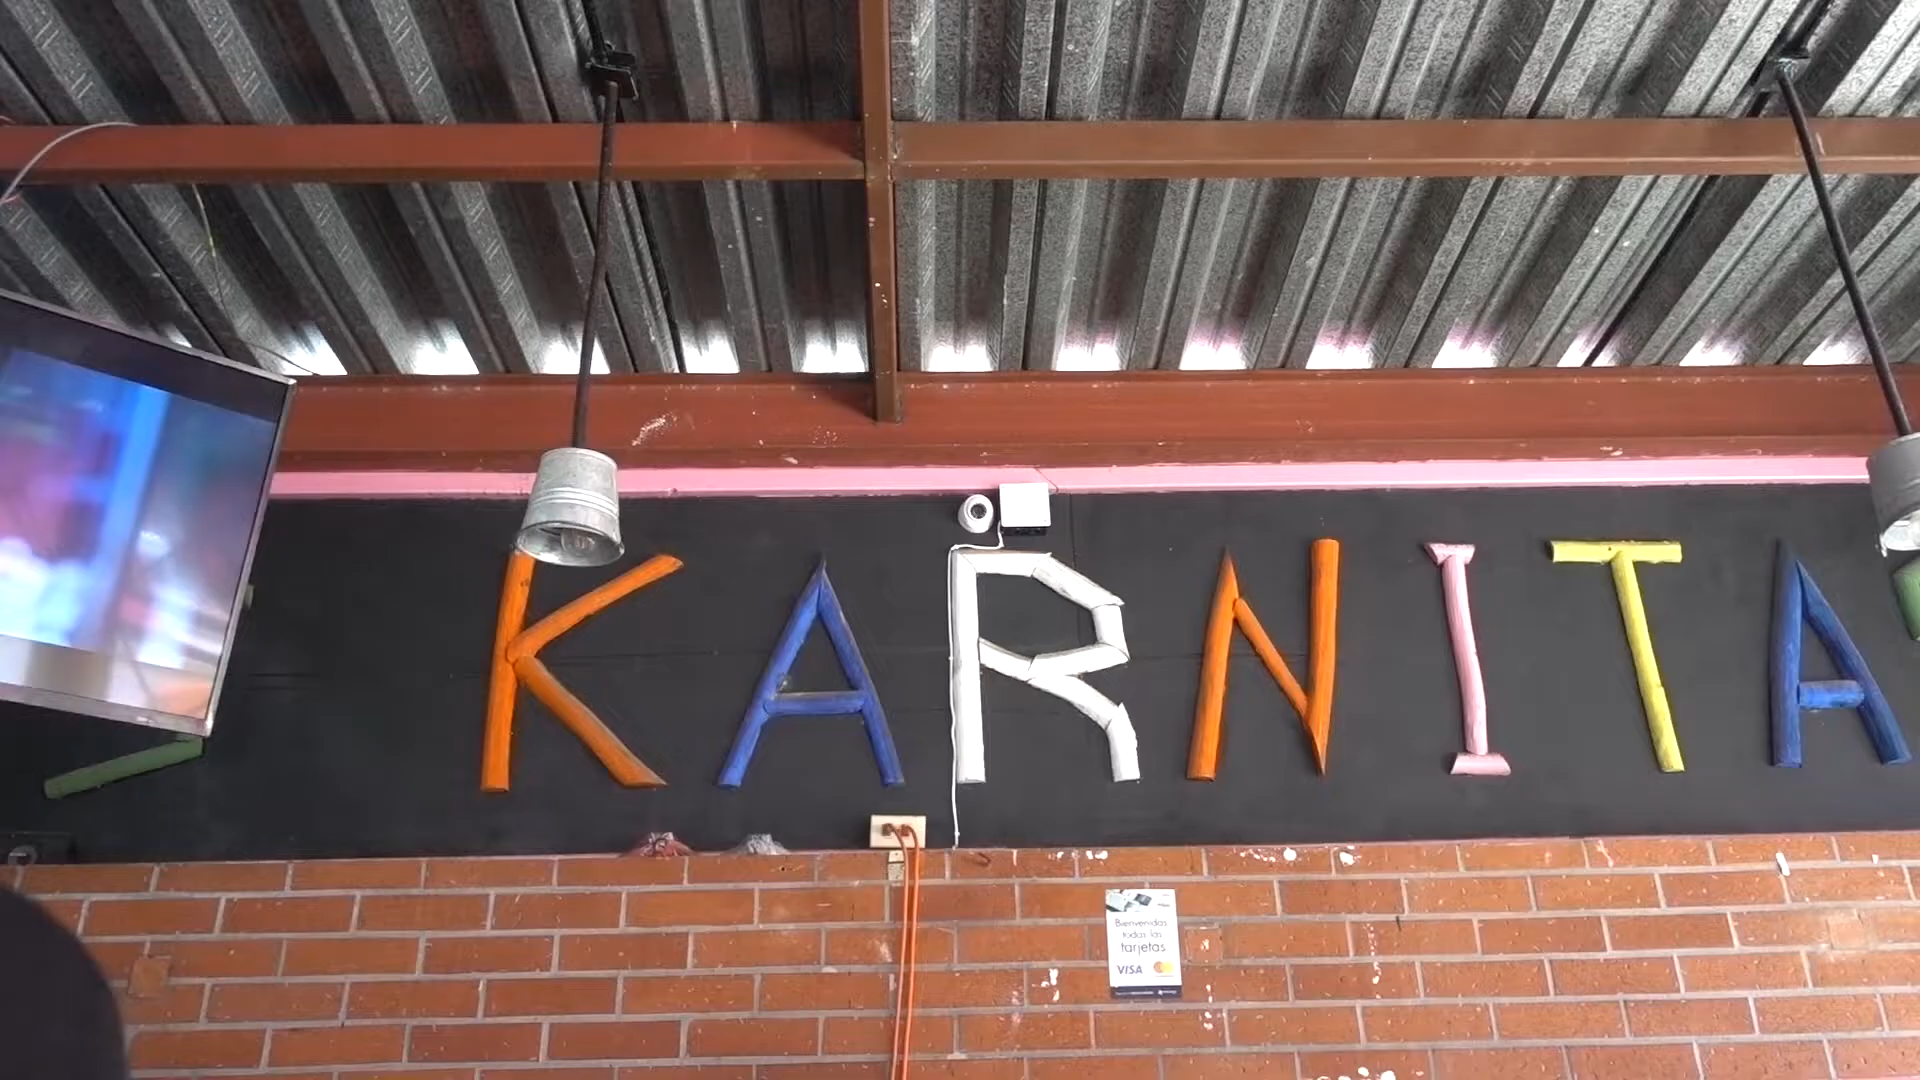 KARNITA
Bienvenidas
todas las
tarjetas
VISA